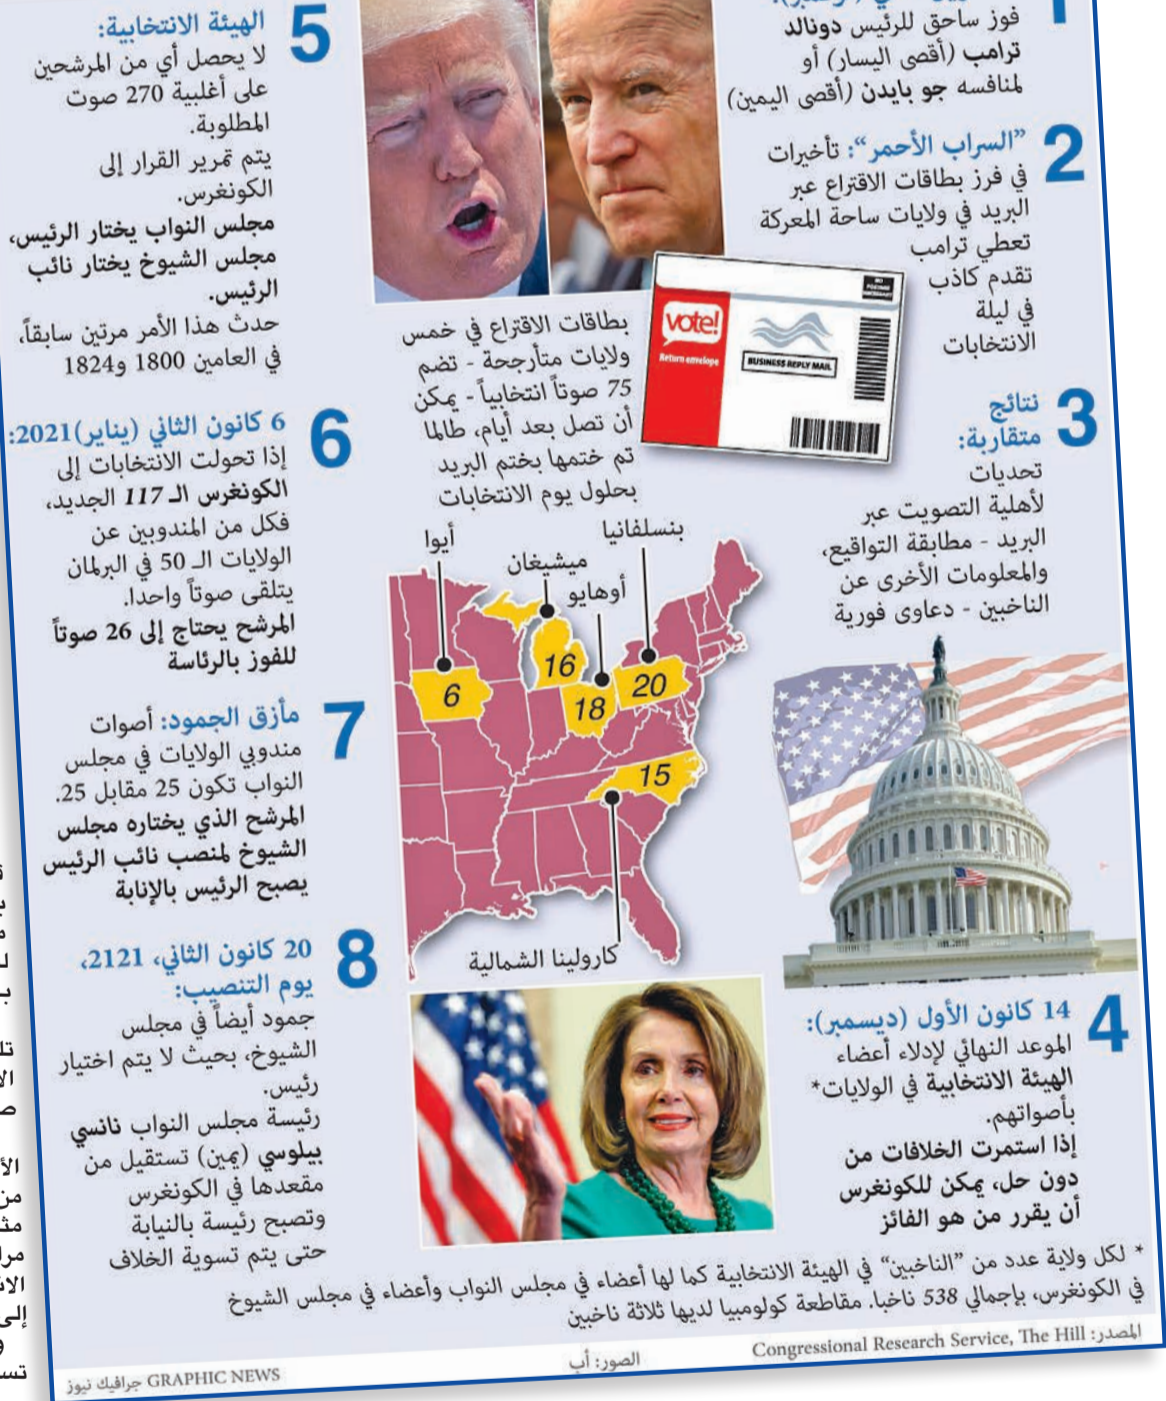 1
فوز ساحق للرئيس دونالد
ترامب (أقصى اليسار) أو
لمنافسه جو بايدن (أقصى اليمين)
2
”السراب الأحمر“: تأخيرات
في فرز بطاقات الاقتراع عبر
البريد في ولايات ساحة المعركة
تعطي ترامب
تقدم كاذب
في ليلة
الانتخابات
vote!
Return envelope
BUSINESS REPLY MAIL
بطاقات الاقتراع في خمس
ولايات متأرجحة - تضم
75 صوتاً انتخابياً - يمكن
أن تصل بعد أيام، طالما
تم ختمها بختم البريد
بحلول يوم الانتخابات
3
نتائج
متقاربة:
تحديات
لأهلية التصويت عبر
البريد - مطابقة التواقيع،
والمعلومات الأخرى عن
الناخبين - دعاوى فورية
بنسلفانيا
أيوا
ميشيغان
أوهايو
16
20
6
18
15
كارولينا الشمالية
4
14 كانون الأول (ديسمبر):
الموعد النهائي لإدلاء أعضاء
الهيئة الانتخابية في الولايات*
بأصواتهم.
إذا استمرت الخلافات من
دون حل، يمكن للكونغرس
أن يقرر من هو الفائز
5
الهيئة الانتخابية:
لا يحصل أي من المرشحين
على أغلبية 270 صوت
المطلوبة.
يتم تمرير القرار إلى
الكونغرس.
مجلس النواب يختار الرئيس،
مجلس الشيوخ يختار نائب
الرئيس.
حدث هذا الأمر مرتين سابقاً،
في العامين 1800 و1824
6
6 كانون الثاني (يناير)2021:
إذا تحولت الانتخابات إلى
الكونغرس الـ 117 الجديد،
فكل من المندوبين عن
الولايات الـ 50 في البرلمان
يتلقى صوتاً واحدا.
المرشح يحتاج إلى 26 صوتاً
للفوز بالرئاسة
7
مأزق الجمود: أصوات
مندوبي الولايات في مجلس
النواب تكون 25 مقابل 25.
المرشح الذي يختاره مجلس
الشيوخ لمنصب نائب الرئيس
يصبح الرئيس بالإنابة
8
20 كانون الثاني، 2121،
يوم التنصيب:
جمود أيضاً في مجلس
الشيوخ، بحيث لا يتم اختيار
رئيس.
رئيسة مجلس النواب نانسي
بيلوسي (يمين) تستقيل من
مقعدها في الكونغرس
وتصبح رئيسة بالنيابة
حتى يتم تسوية الخلاف
* لكل ولاية عدد من ”الناخبين“ في الهيئة الانتخابية كما لها أعضاء في مجلس النواب وأعضاء في مجلس الشيوخ
في الكونغرس، بإجمالي 538 ناخبا. مقاطعة كولومبيا لديها ثلاثة ناخبين
المصدر: Congressional Research Service, The Hill
الصور: أب
GRAPHIC NEWS جرافيك نيوز